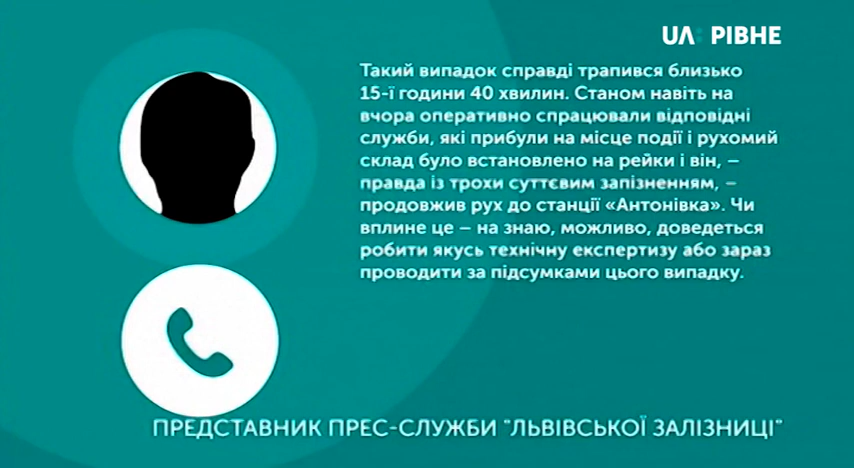 UA: РІВНЕ
Такий випадок справді трапився близько
15-ї години 40 хвилин. Станом навіть на
вчора оперативно спрацювали відповідні
служби, які прибули на місце події і рухомий
склад було встановлено на рейки і він, –
правда із трохи суттєвим запізненням, –
продовжив рух до станції «Антонівка». Чи
вплине це – на знаю, можливо, доведеться
робити якусь технічну експертизу або зараз
проводити за підсумками цього випадку.
ПРЕДСТАВНИК ПРЕС-СЛУЖБИ "ЛЬВІВСЬКОЇ ЗАЛІЗНИЦІ"